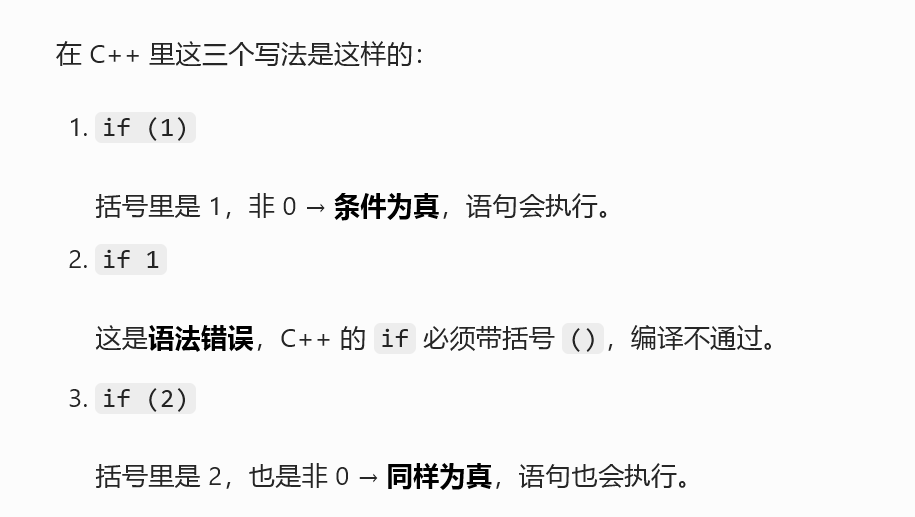 在 C++ 里这三个写法是这样的：
1. if (1)
括号里是 1，非 0 → 条件为真，语句会执行。
2. if 1
这是语法错误，C++ 的 if 必须带括号 ()，编译不通过。
3. if (2)
括号里是 2，也是非 0 → 同样为真，语句也会执行。